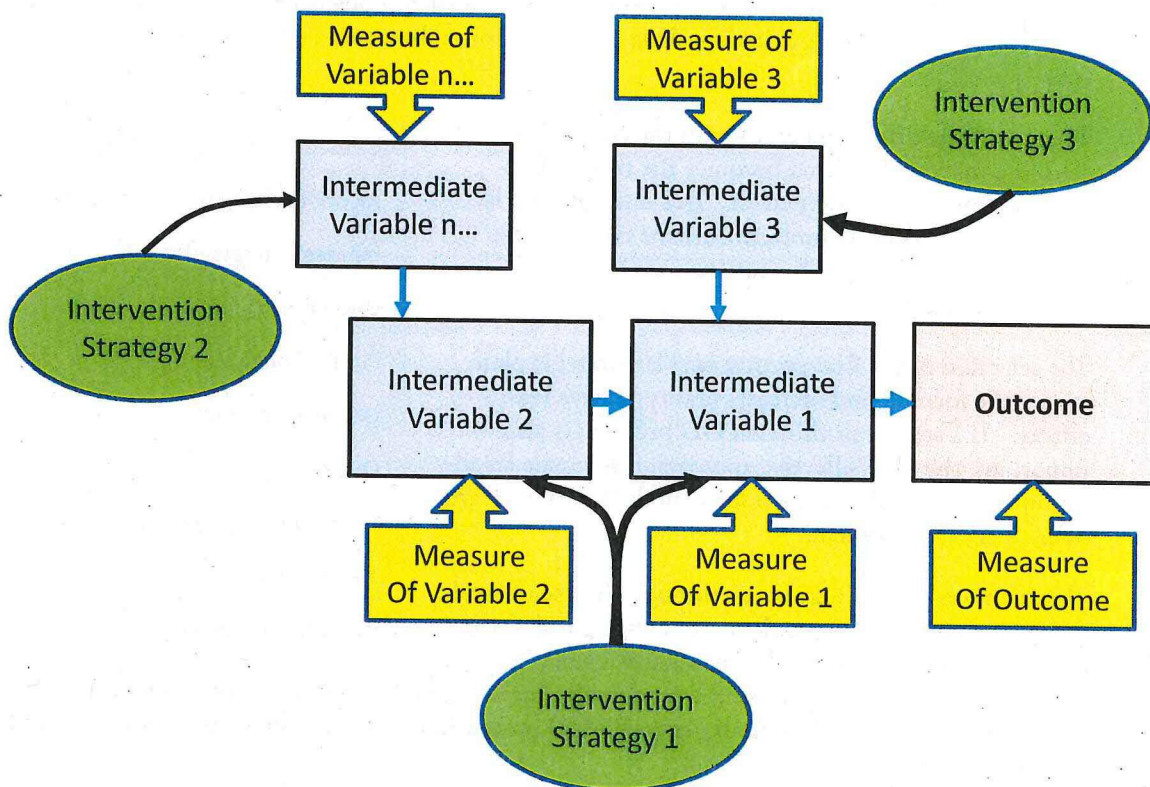 Measure of
Variable n...
Measure of
Variable 3
Intervention
Strategy 3
Intermediate
Variable n...
Intermediate
Variable 3
Intervention
Strategy 2
Intermediate
Variable 2
Intermediate
Variable 1
Outcome
Measure
Of Variable 2
Measure
Of Variable 1
Measure
Of Outcome
Intervention
Strategy 1